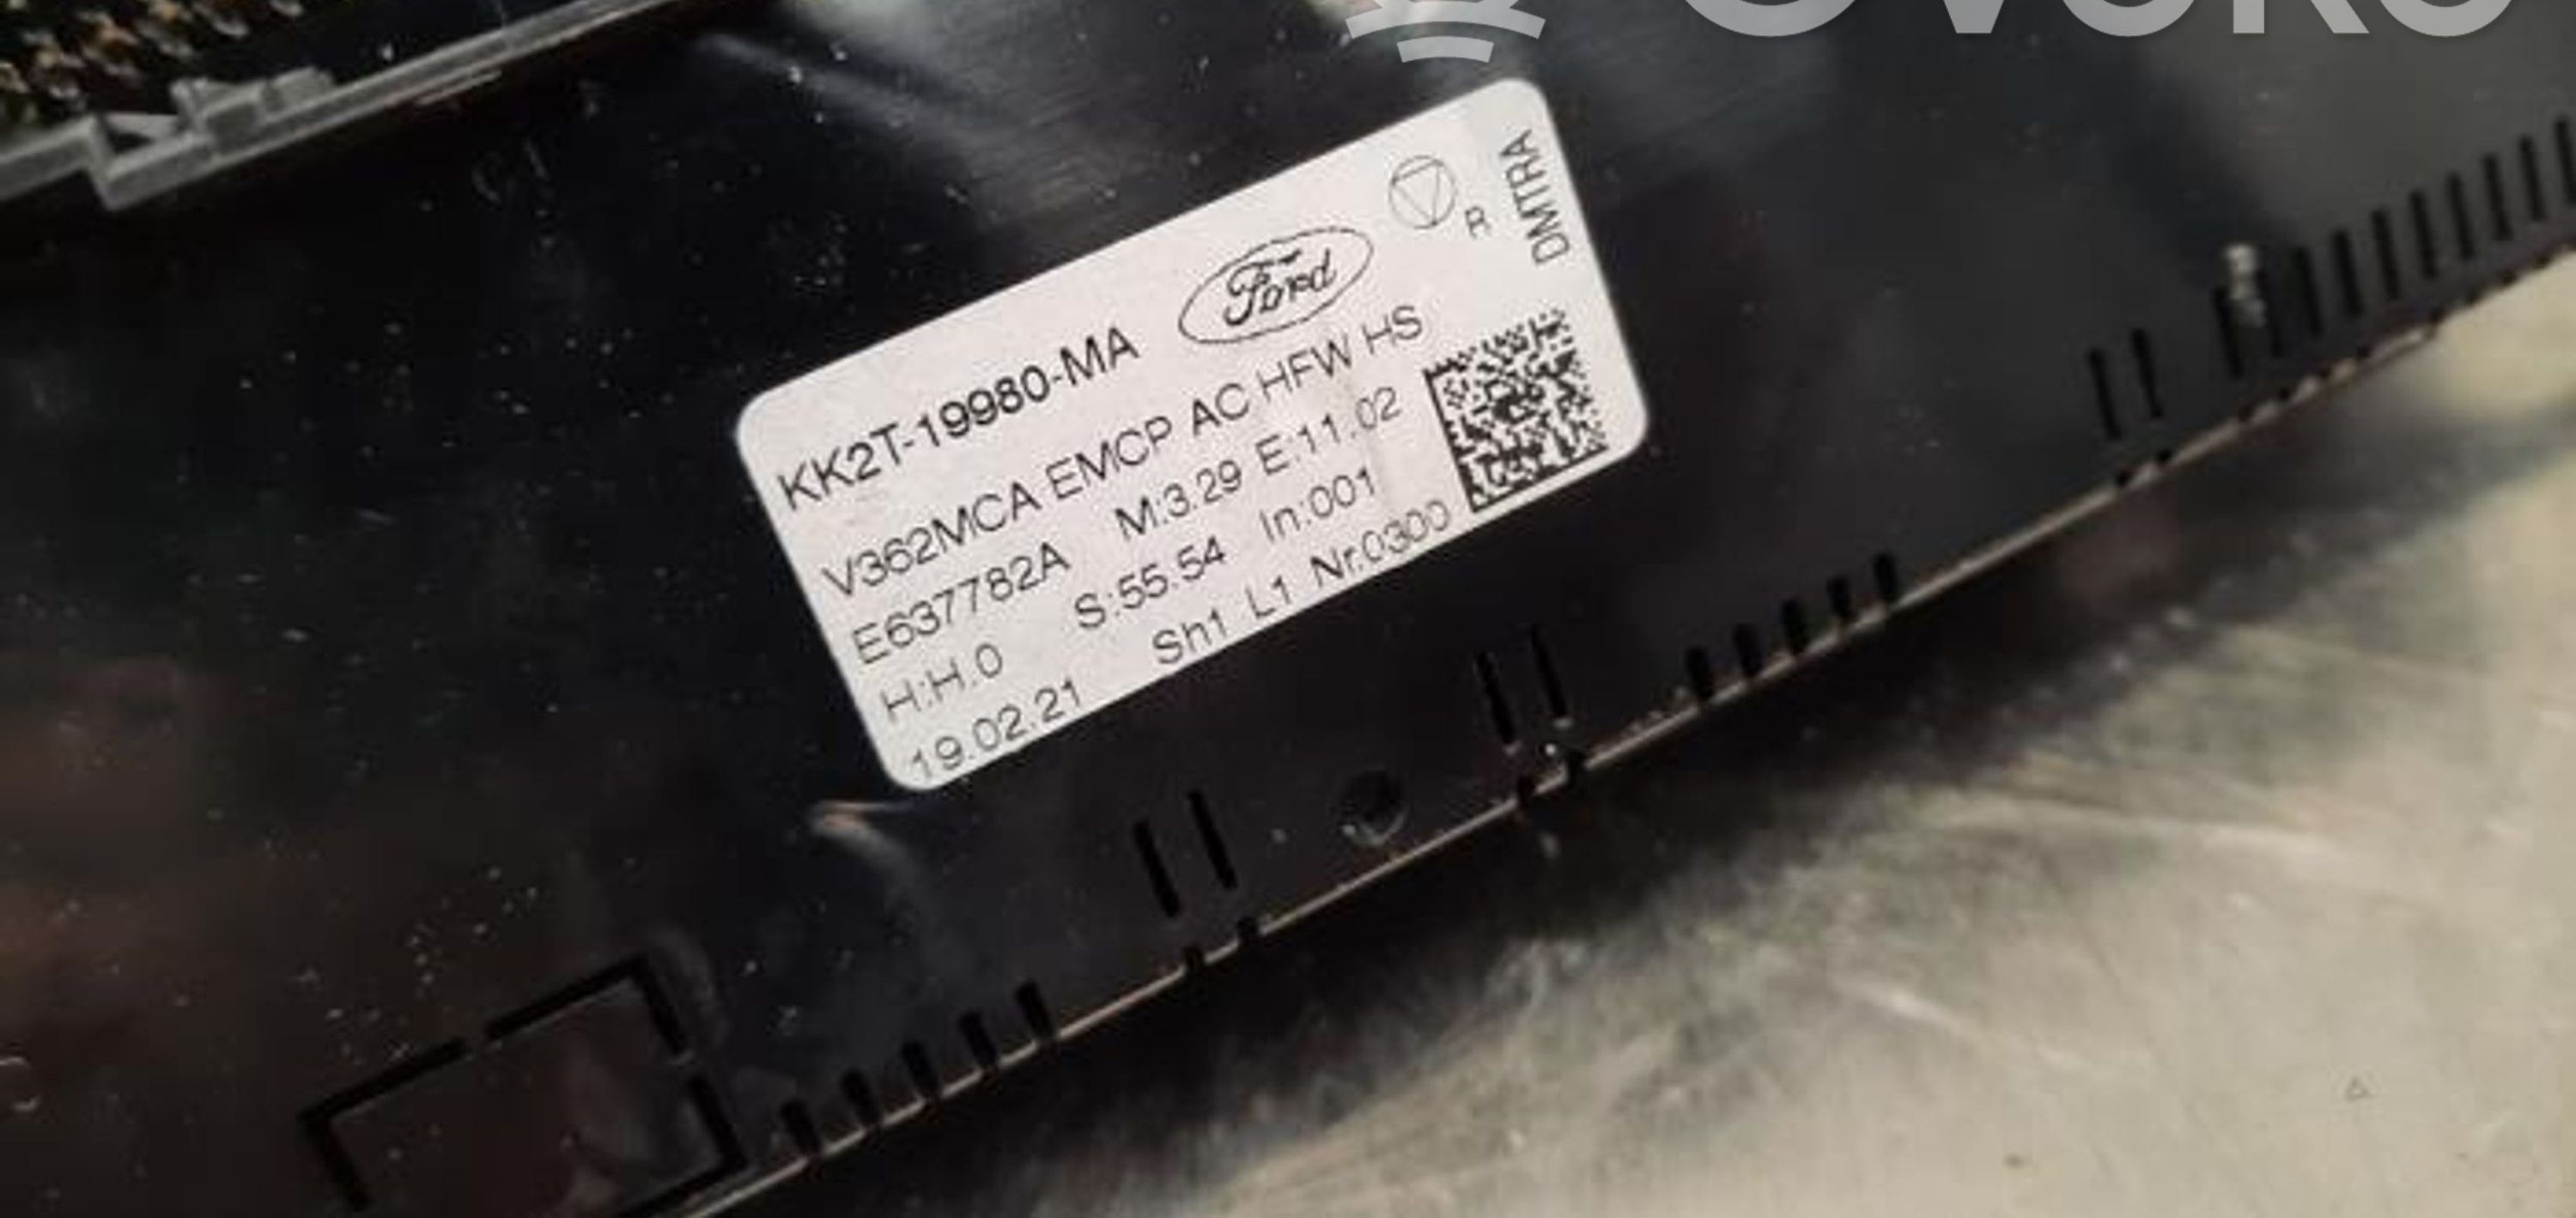 OVOKO
KK2T-19980-MA
Ford
R
DMTRA
V362MCA EMCP AC HFW HS
E637782A M:3.29 E:11.02
H:H.0 S:55.54 In:001
19.02.21 Sh1 L1 Nr.0300